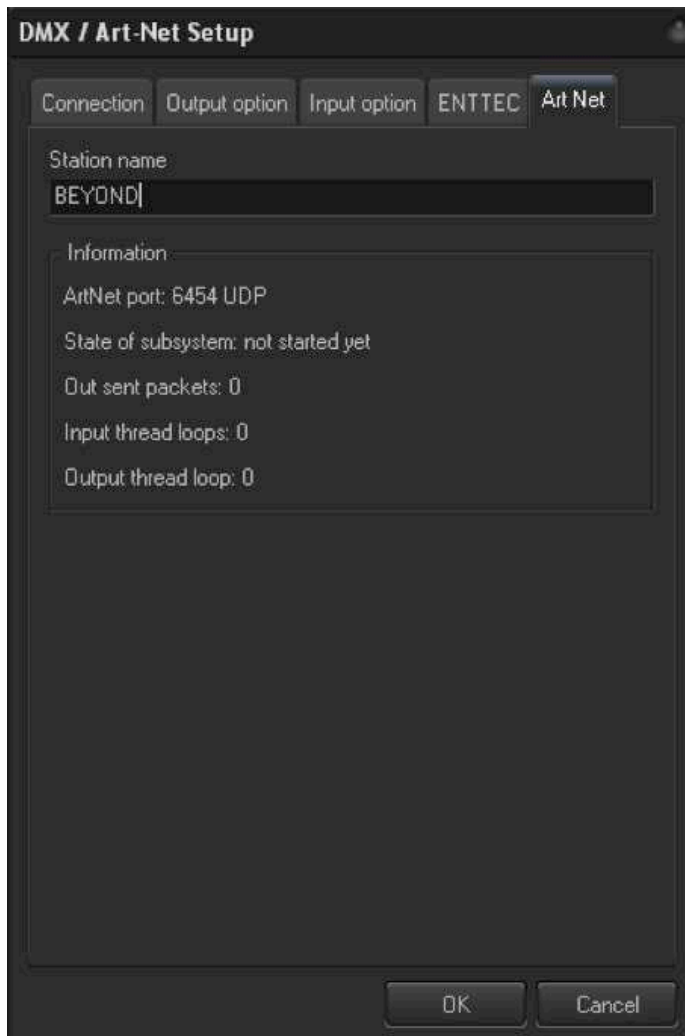 DMX / Art-Net Setup
Connection Output option Input option ENTTEC Art Net
Station name
BEYOND
Information
ArtNet port: 6454 UDP
State of subsystem: not started yet
Out sent packets: 0
Input thread loops: 0
Output thread loop: 0
OK Cancel